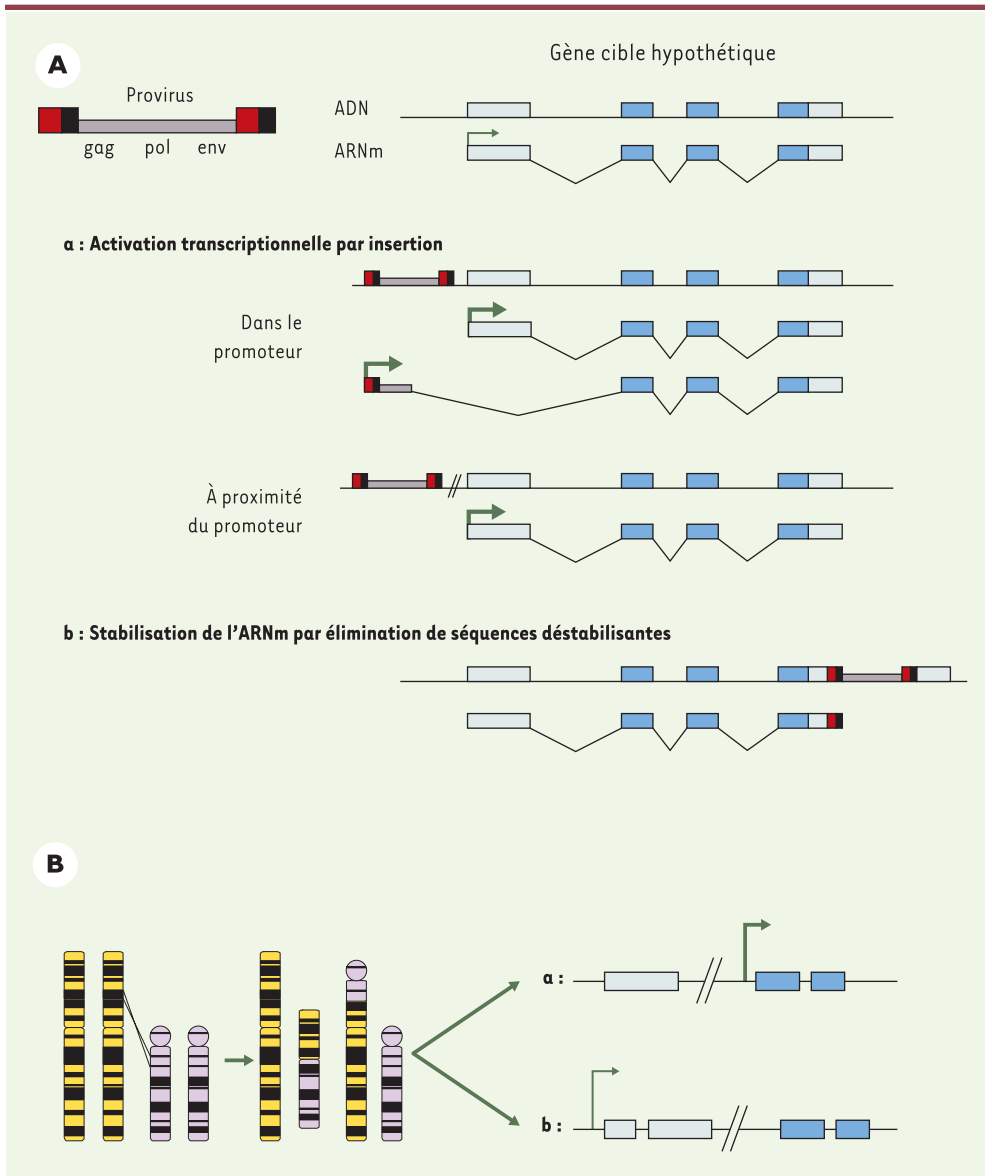 A
Gène cible hypothétique
Provirus
gag pol env
ADN
ARNm
a : Activation transcriptionnelle par insertion
Dans le
promoteur
À proximité
du promoteur
b : Stabilisation de l'ARNm par élimination de séquences déstabilisantes
B
a :
b :